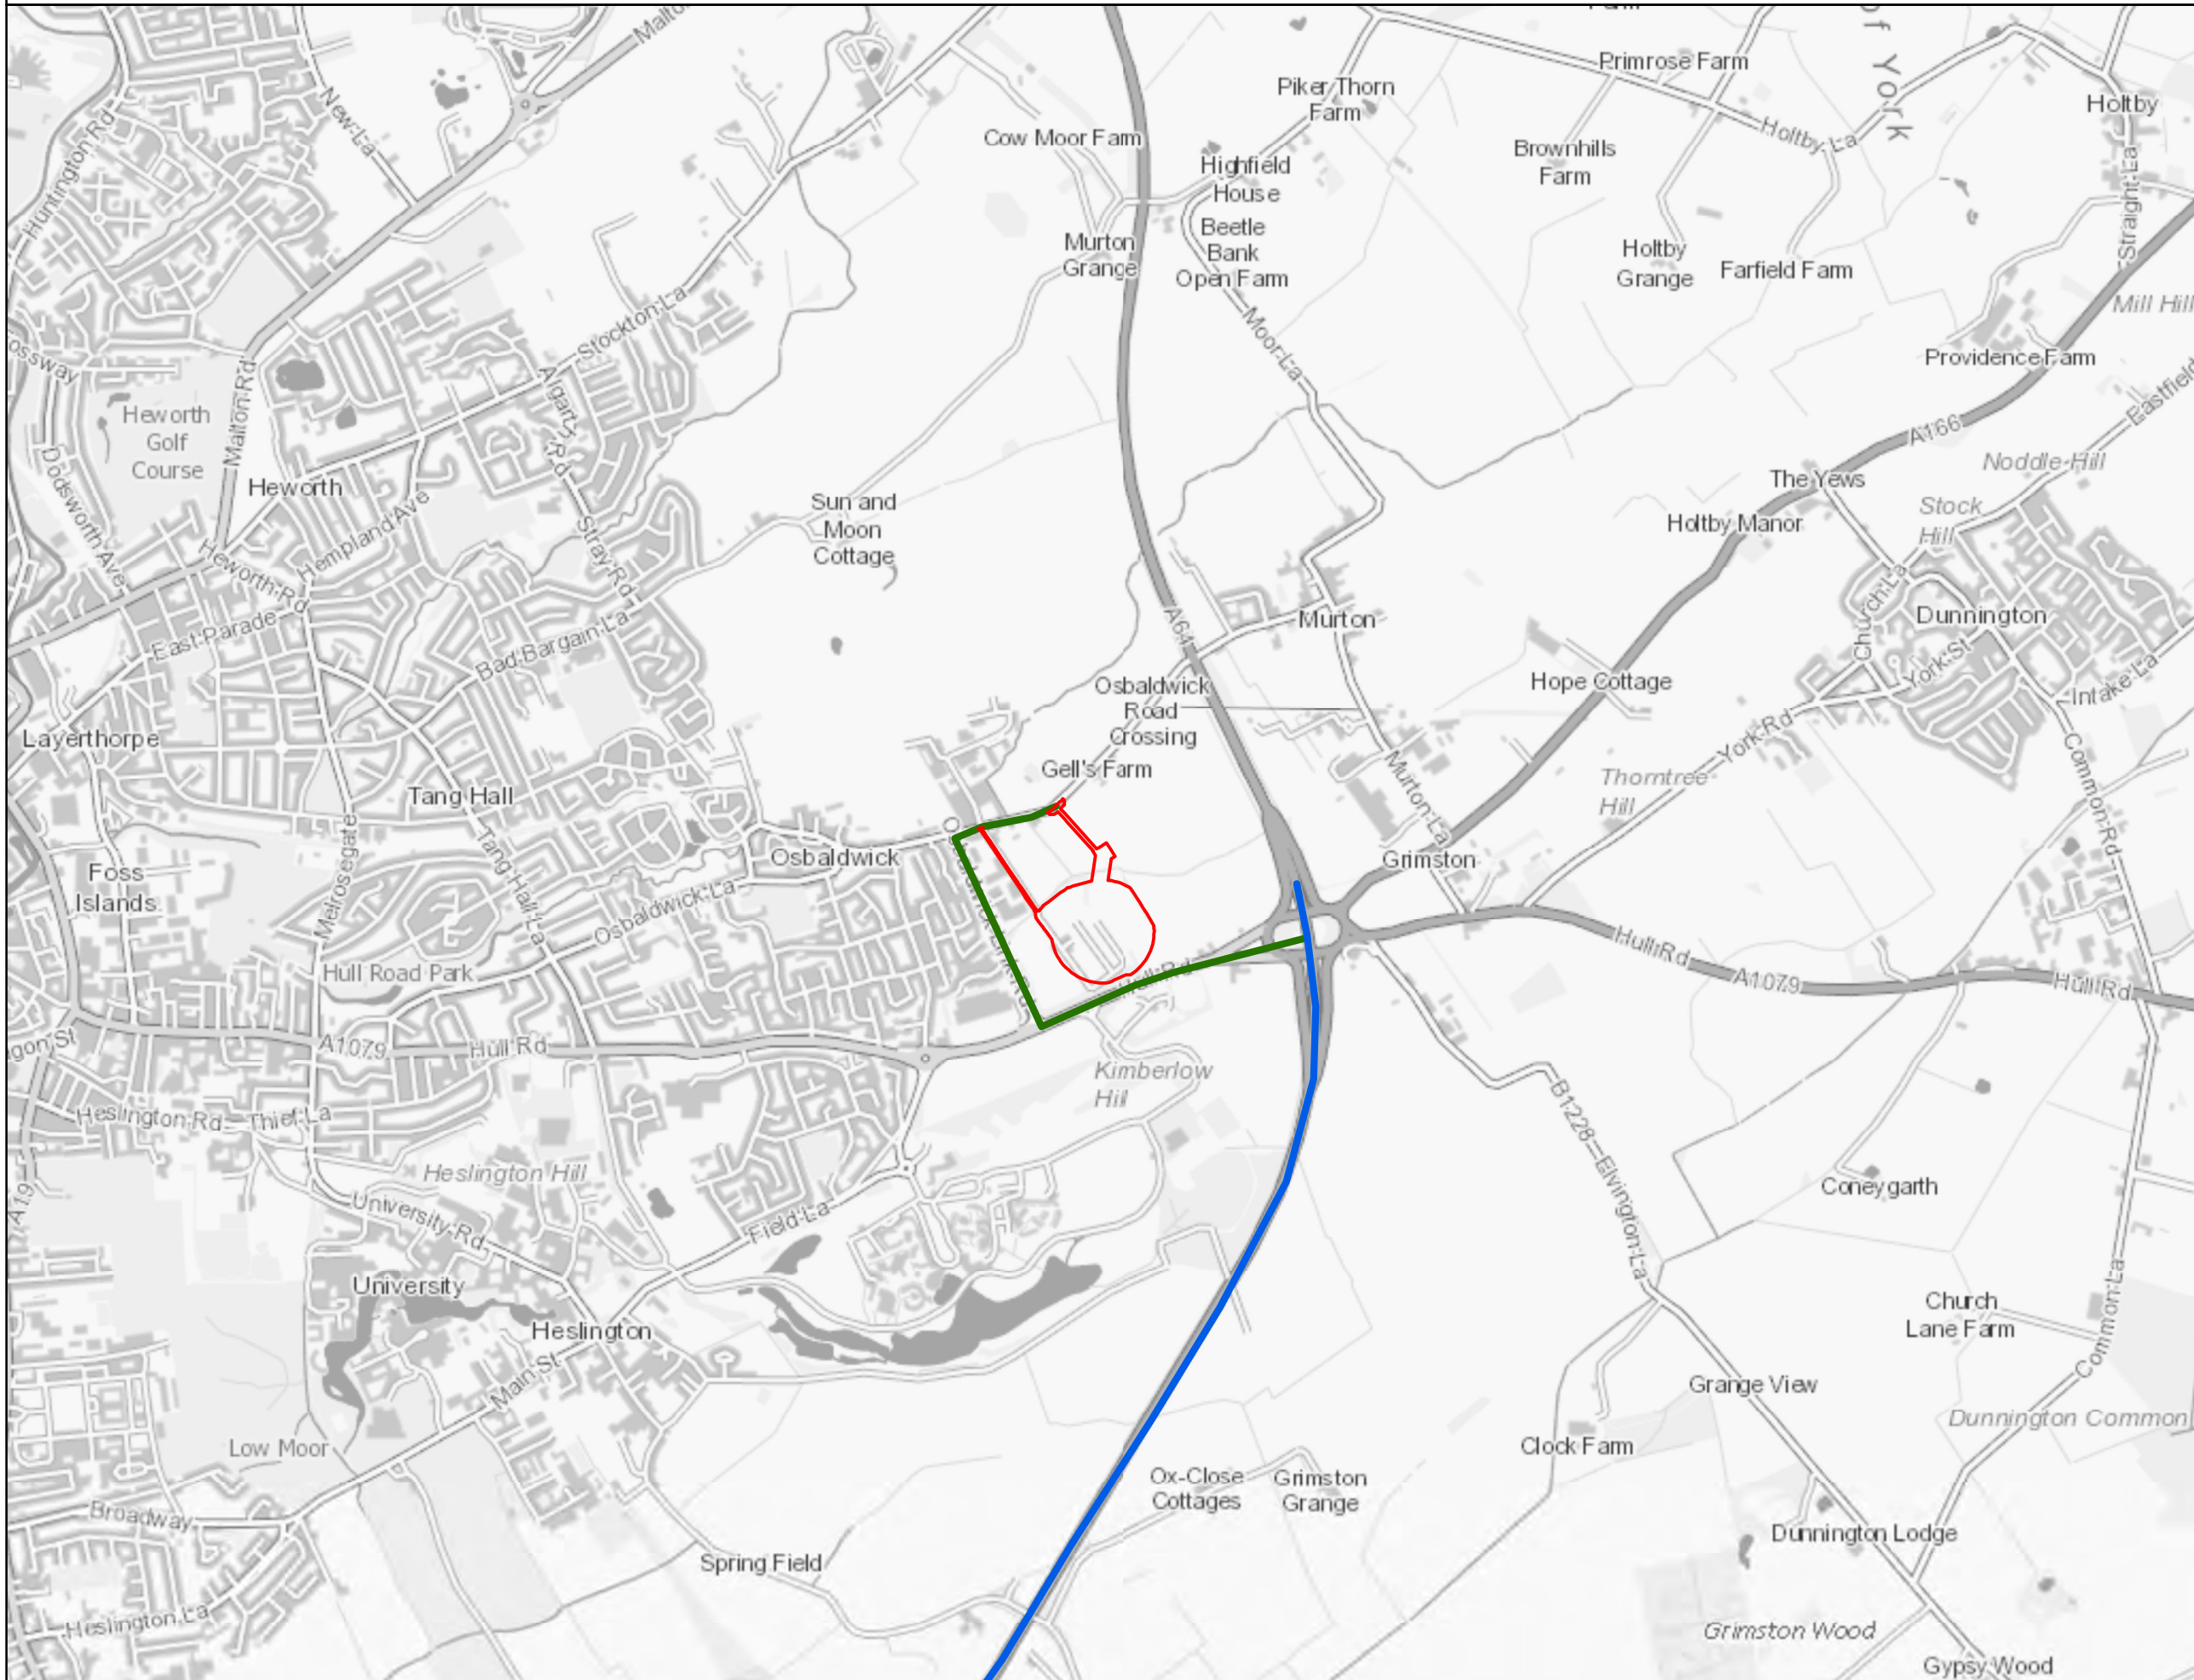 Malto
of York
Primrose Farm
Piker Thorn
Farm
Holtby
Huntington Rd
New La
Cow Moor Farm
Holtby La
Brownhills
Farm
Highfield
House
Straight La
Beetle
Bank
Open Farm
Murton
Grange
Holtby
Grange
Farfield Farm
Mill Hill
Stockton La
Moor La
ossway
Providence Farm
Malton Rd
Algarth Rd
Eastfield
Heworth
Golf
Course
A166
Dodsworth Ave
Noddle Hill
Heworth
The Yews
Hempland Ave
Sun and
Moon
Cottage
Stock
Hill
Holtby Manor
Stray Rd
Heworth Rd
Church La
Dunnington
East Parade
A64
Murton
Bad Bargain La
York St
Hope Cottage
Intake La
Osbaldwick
Road
Crossing
Layerthorpe
York Rd
Common Rd
Gell's Farm
Murton La
Thorntree
Hill
Tang Hall
Melrosegate
Tang Hall La
Osbaldwick
Grimston
Foss
Islands
Osbaldwick La
Osbaldwick Link Rd
Hull Rd
Hull Rd
Hull Road Park
A1079
Hull Rd
A1079
Hull Rd
gon St
Kimberlow
Hill
Heslington Rd
Thief La
B1228
Elvington La
Heslington Hill
A19
Coneygarth
University Rd
Field La
University
Church
Lane Farm
Common La
Heslington
Main St
Grange View
Dunnington Common
Low Moor
Clock Farm
Ox-Close
Cottages
Grimston
Grange
Broadway
Dunnington Lodge
Spring Field
Heslington La
Grimston Wood
Gypsy Wood